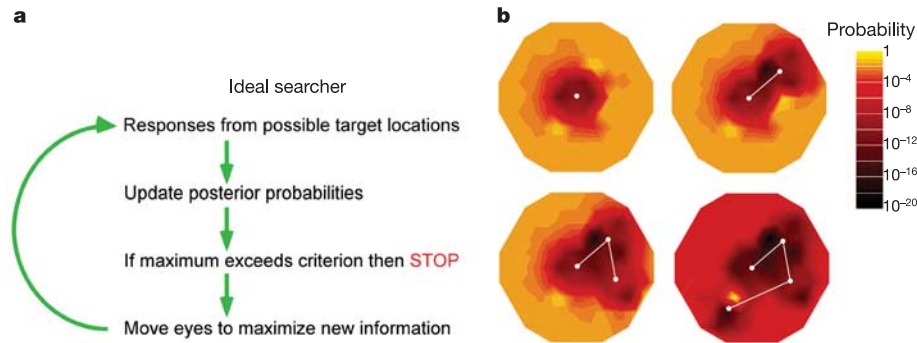 a
Ideal searcher
Responses from possible target locations
Update posterior probabilities
If maximum exceeds criterion then STOP
Move eyes to maximize new information
b
Probability
1
10⁻⁴
10⁻⁸
10⁻¹²
10⁻¹⁶
10⁻²⁰